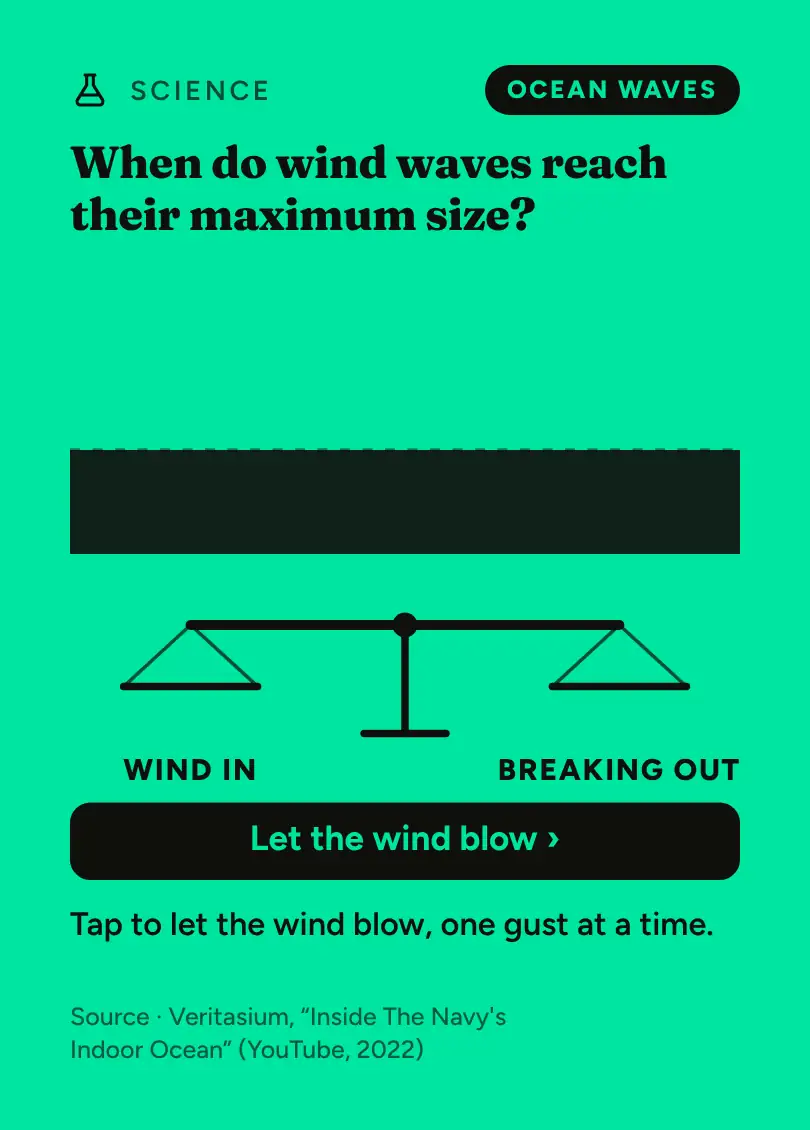 SCIENCE
OCEAN WAVES
When do wind waves reach
their maximum size?
WIND IN
BREAKING OUT
Let the wind blow ›
Tap to let the wind blow, one gust at a time.
Source · Veritasium, “Inside The Navy's
Indoor Ocean” (YouTube, 2022)